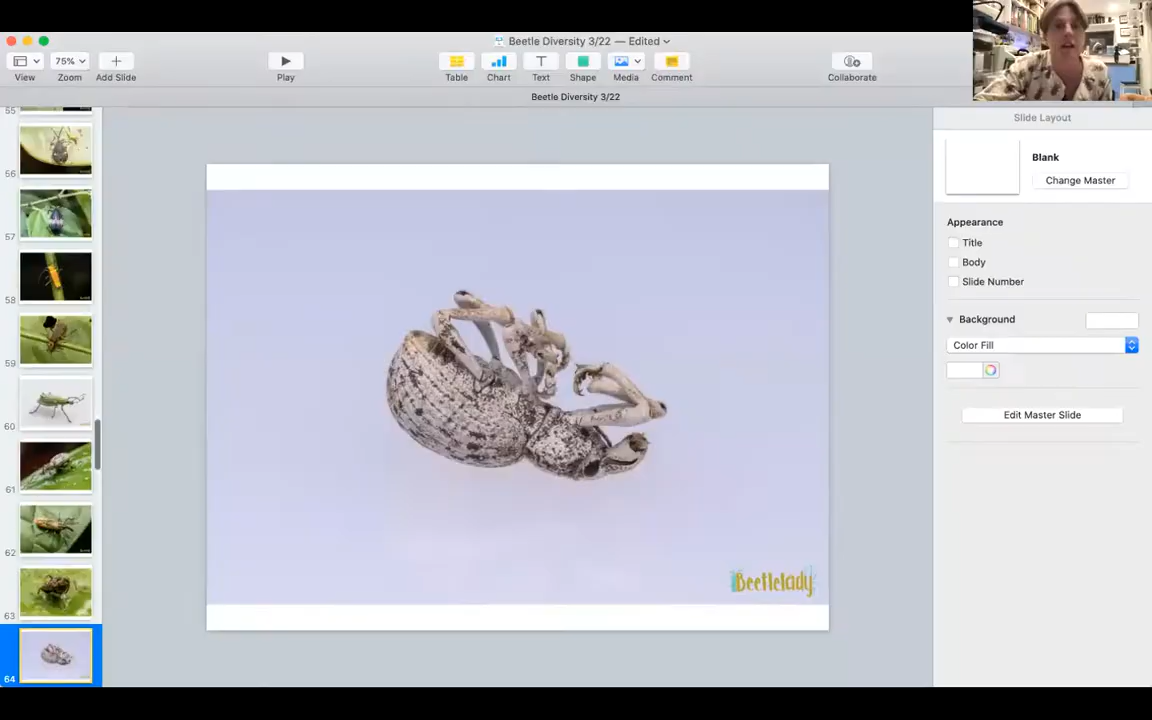 Beetle Diversity 3/22 — Edited
75%
View
Zoom
Add Slide
Play
Table
Chart
Text
Shape
Media
Comment
Collaborate
Beetle Diversity 3/22
Slide Layout
Blank
Change Master
Appearance
Title
Body
Slide Number
Background
Color Fill
Edit Master Slide
55
56
57
58
59
60
61
62
63
64
Beetlelady